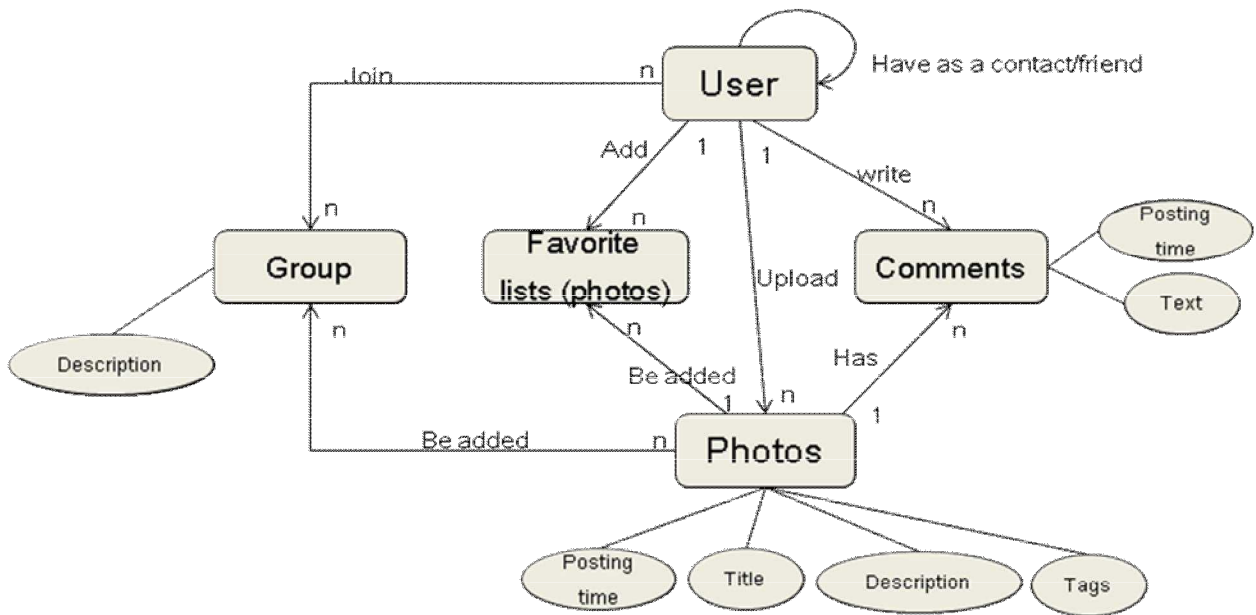 Join
n
User
Have as a contact/friend
Add
1
1
write
n
n
n
Posting
time
Group
Favorite
lists (photos)
Upload
Comments
Text
n
n
n
Description
Be added
Has
1
n
1
Be added
n
Photos
Posting
time
Title
Description
Tags